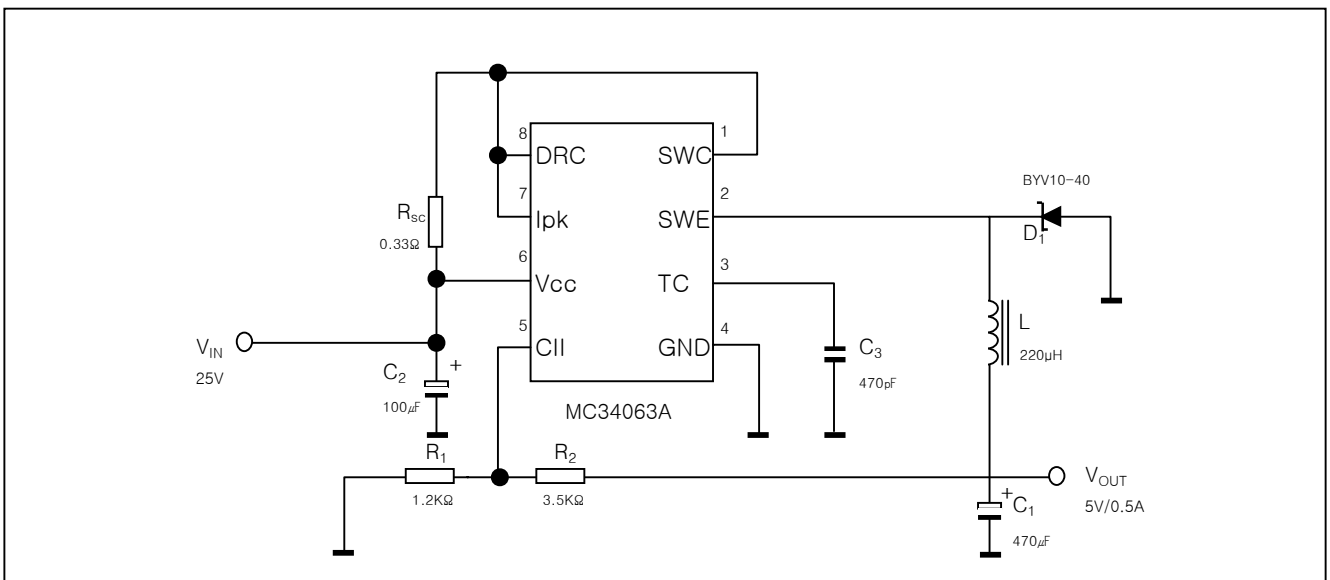 8
1
DRC
SWC
7
2
BYV10-40
Rsc
0.33Ω
Ipk
SWE
D1
6
3
Vcc
TC
5
4
L
220μH
VIN
25V
CII
GND
C3
470pF
C2
+
100μF
MC34063A
R1
1.2KΩ
R2
3.5KΩ
VOUT
5V/0.5A
+
C1
470μF